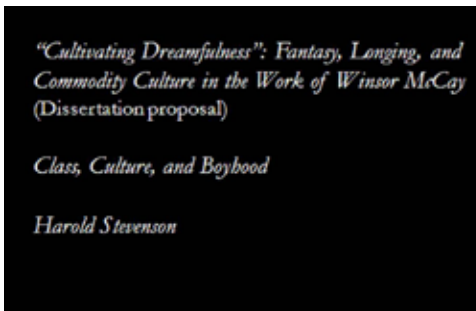 “Cultivating Dreamfulness”: Fantasy, Longing, and
Commodity Culture in the Work of Winsor McCay
(Dissertation proposal)
Class, Culture, and Boyhood
Harold Stevenson